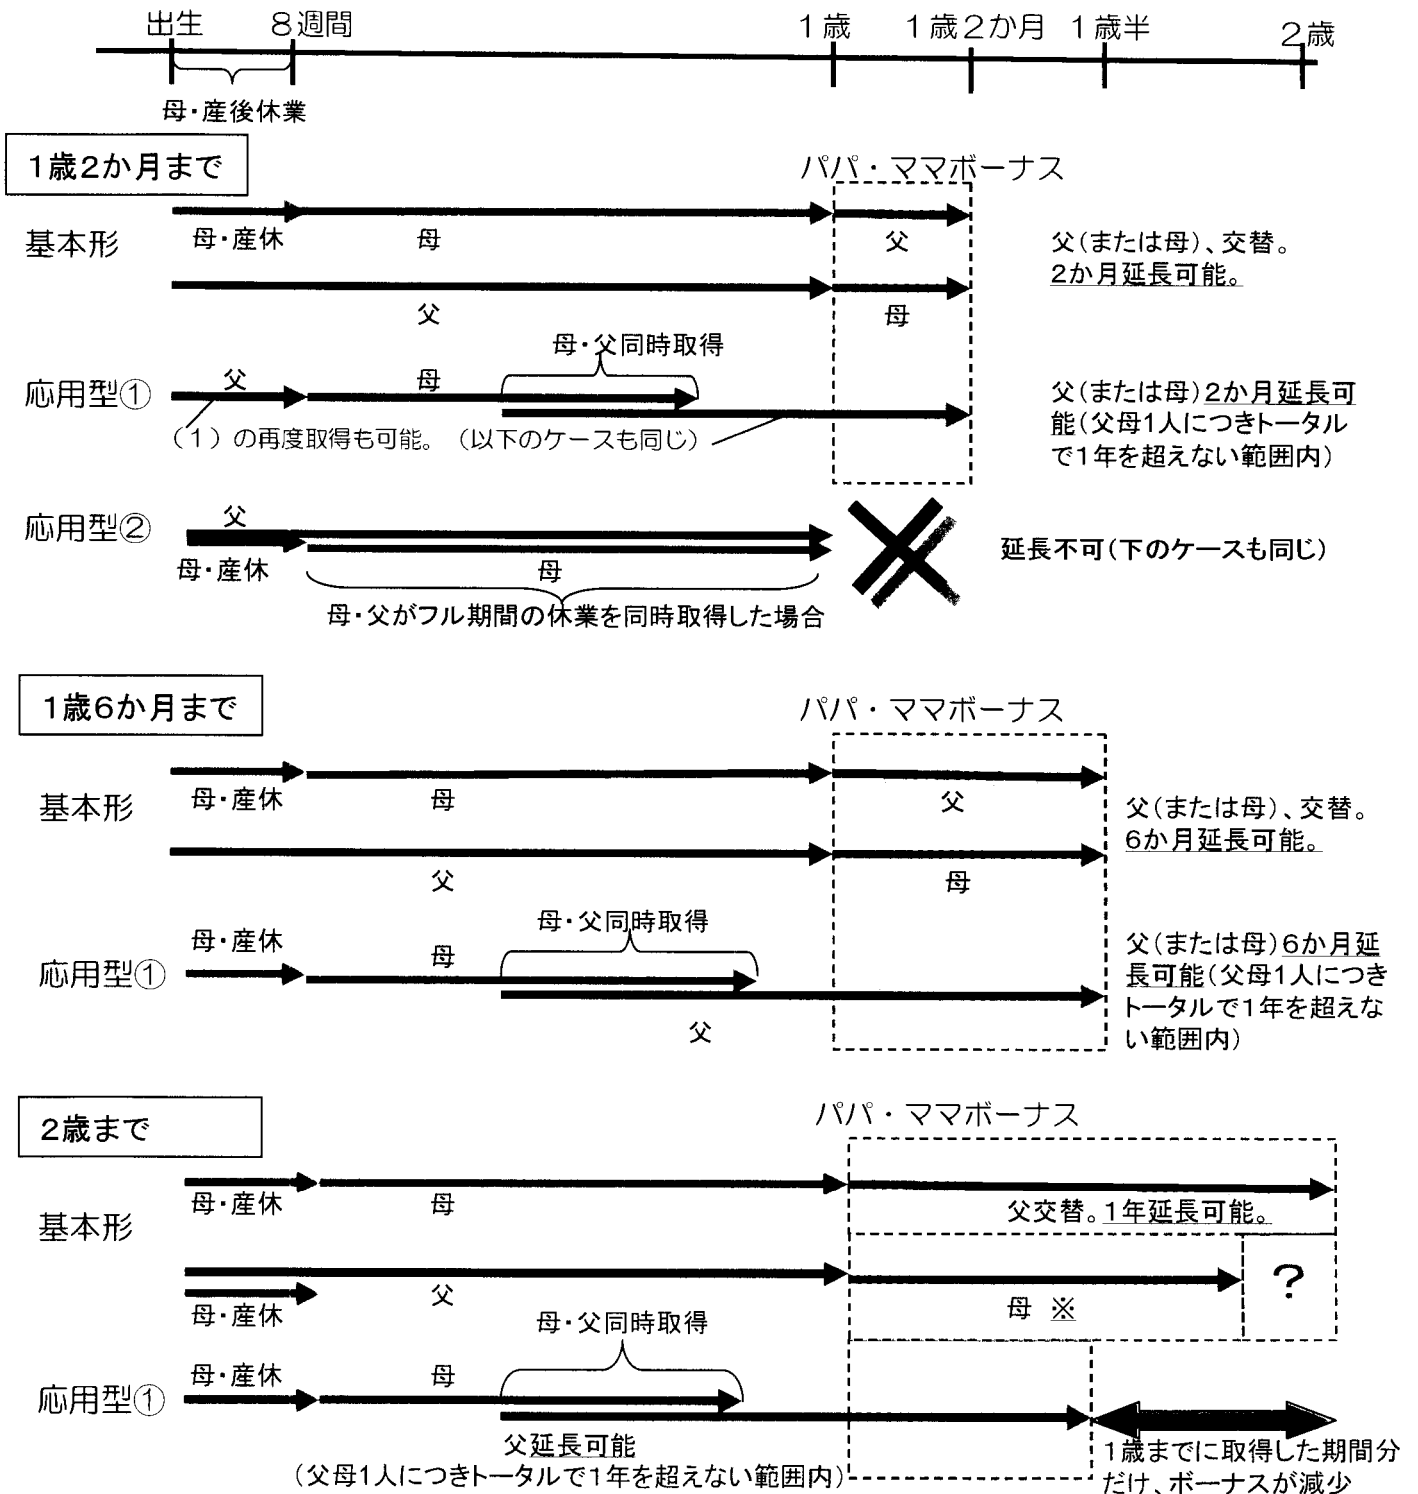 出生 8週間 1歳 1歳2か月 1歳半 2歳
母・産後休業
1歳2か月まで
パパ・ママボーナス
基本形
母・産休 母 父
父(または母)、交替。
2か月延長可能。
父 母
母・父同時取得
応用型①
父 母
父(または母)2か月延長可
能(父母1人につきトータル
で1年を超えない範囲内)
(1)の再度取得も可能。(以下のケースも同じ)
応用型②
父
母・産休 母
延長不可(下のケースも同じ)
母・父がフル期間の休業を同時取得した場合
1歳6か月まで
パパ・ママボーナス
基本形
母・産休 母 父
父(または母)、交替。
6か月延長可能。
父 母
母・父同時取得
応用型①
母・産休 母
父
父(または母)6か月延
長可能(父母1人につき
トータルで1年を超えな
い範囲内)
2歳まで
パパ・ママボーナス
基本形
母・産休 母
父交替。1年延長可能。
母・産休 父
母 ※
?
母・父同時取得
応用型①
母・産休 母
父延長可能
(父母1人につきトータルで1年を超えない範囲内)
1歳までに取得した期間分
だけ、ボーナスが減少